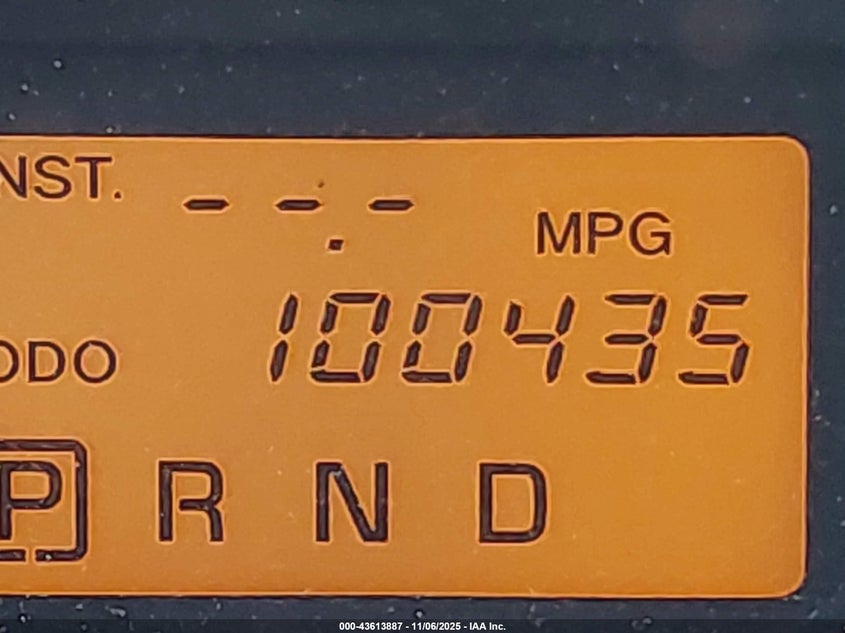 NST. - -.- MPG
ODO 100435
P R N D
000-43613887 - 11/06/2025 - IAA Inc.